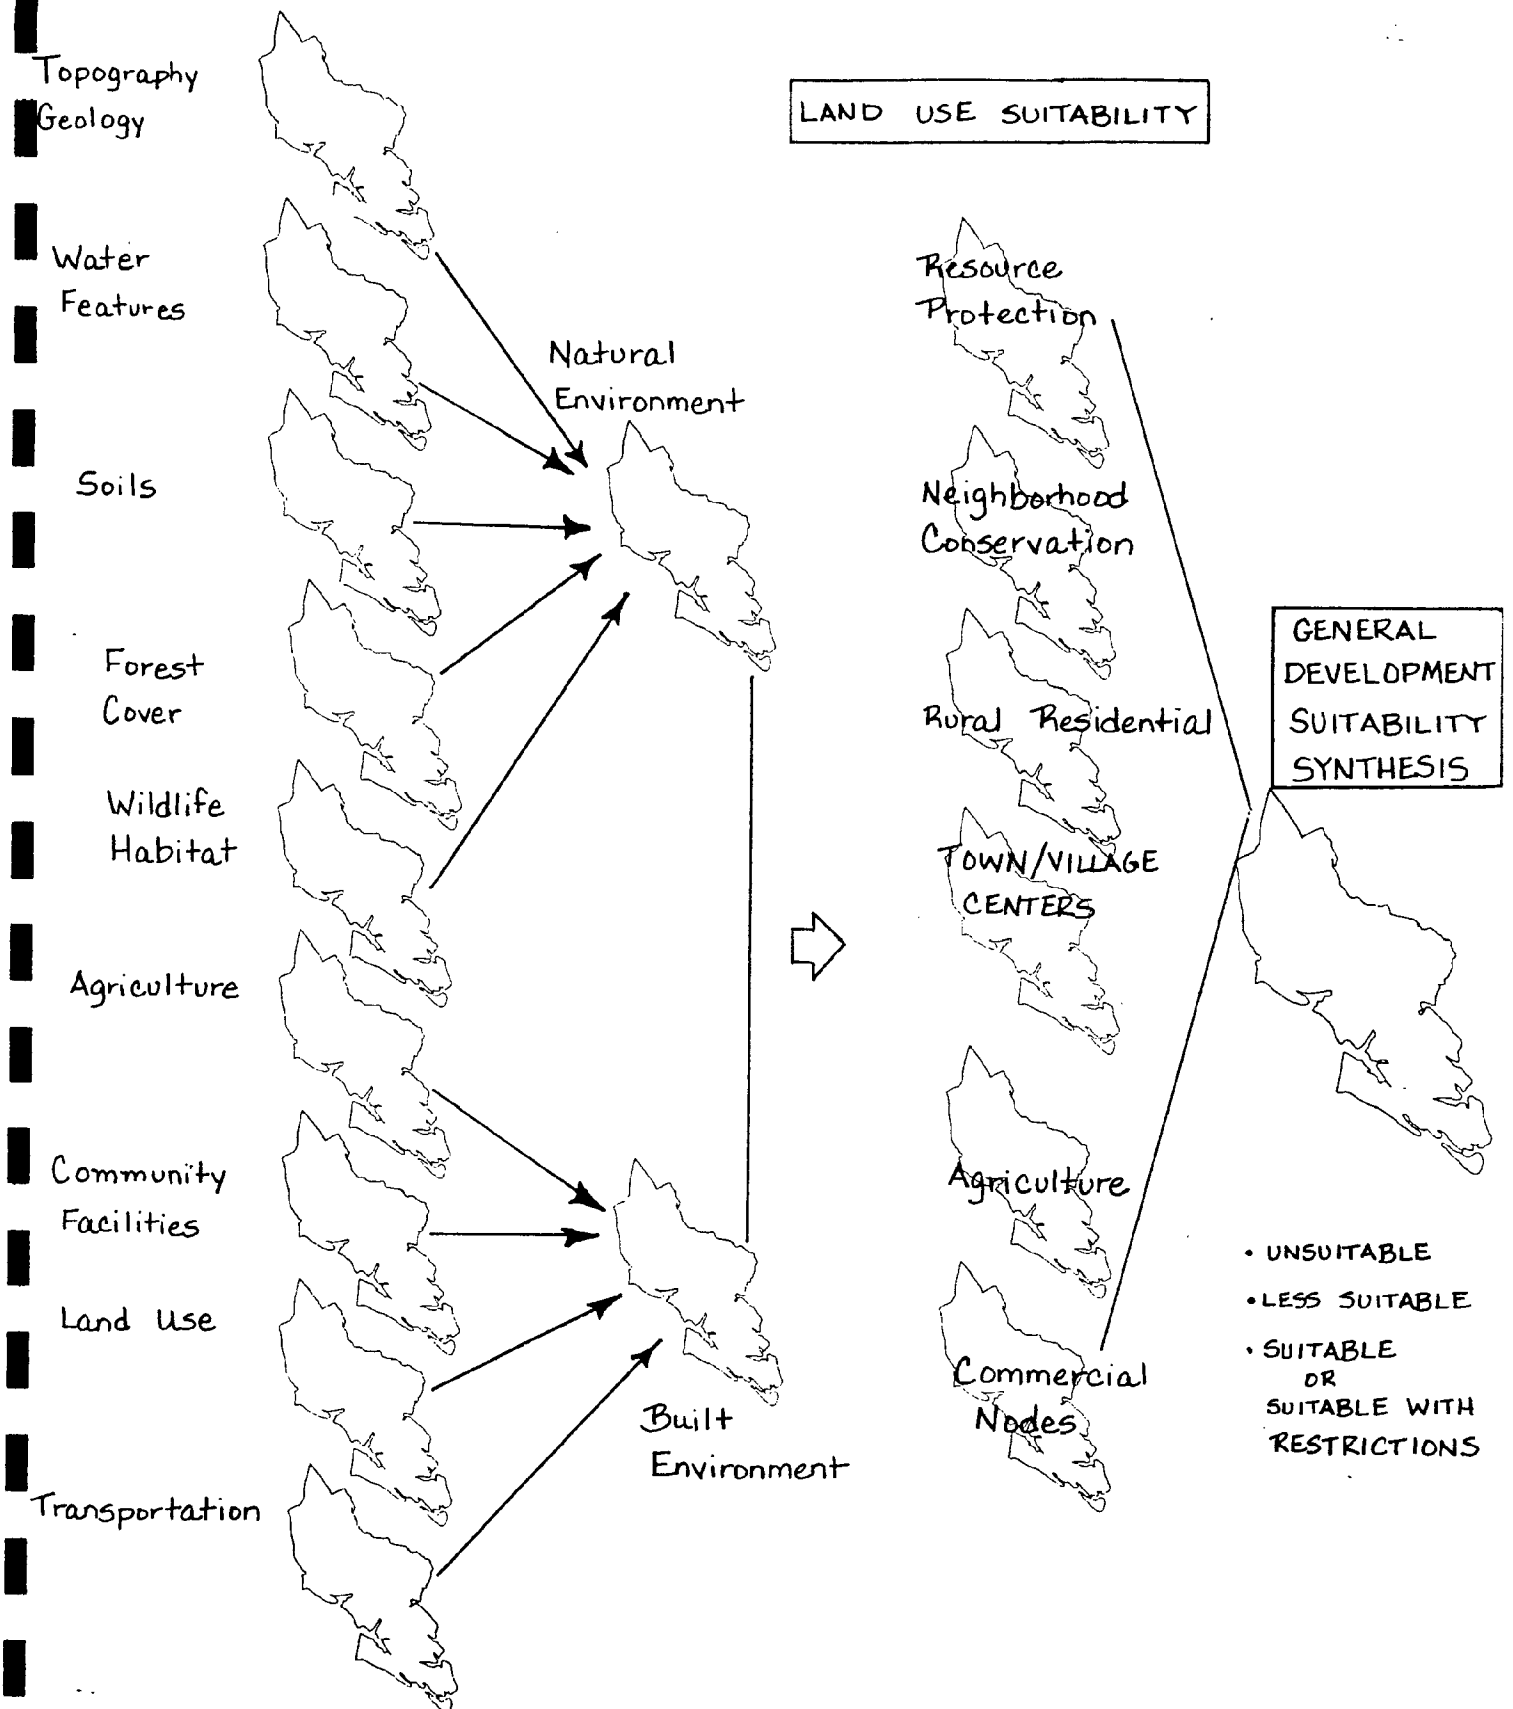 Topography
Geology
Water
Features
Soils
Forest
Cover
Wildlife
Habitat
Agriculture
Community
Facilities
Land Use
Transportation
Natural
Environment
Built
Environment
LAND USE SUITABILITY
Resource
Protection
Neighborhood
Conservation
Rural Residential
TOWN/VILLAGE
CENTERS
Agriculture
Commercial
Nodes
GENERAL
DEVELOPMENT
SUITABILITY
SYNTHESIS
• UNSUITABLE
• LESS SUITABLE
• SUITABLE
OR
SUITABLE WITH
RESTRICTIONS